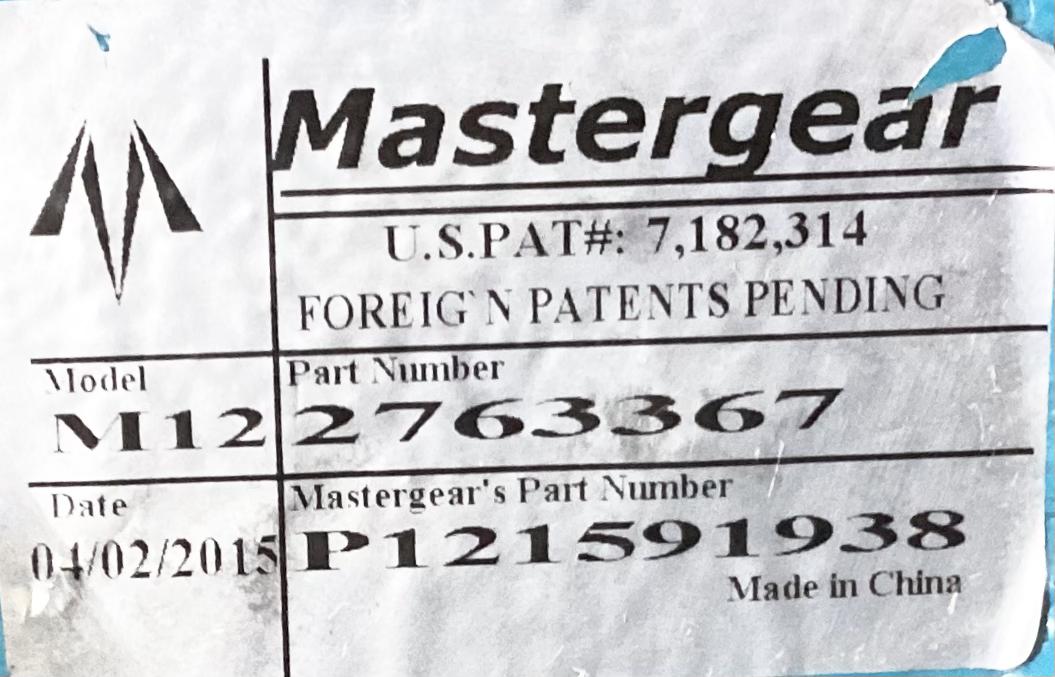 Mastergear
U.S.PAT#: 7,182,314
FOREIG'N PATENTS PENDING
Model
M12
Part Number
2763367
Date
04/02/2015
Mastergear's Part Number
P121591938
Made in China